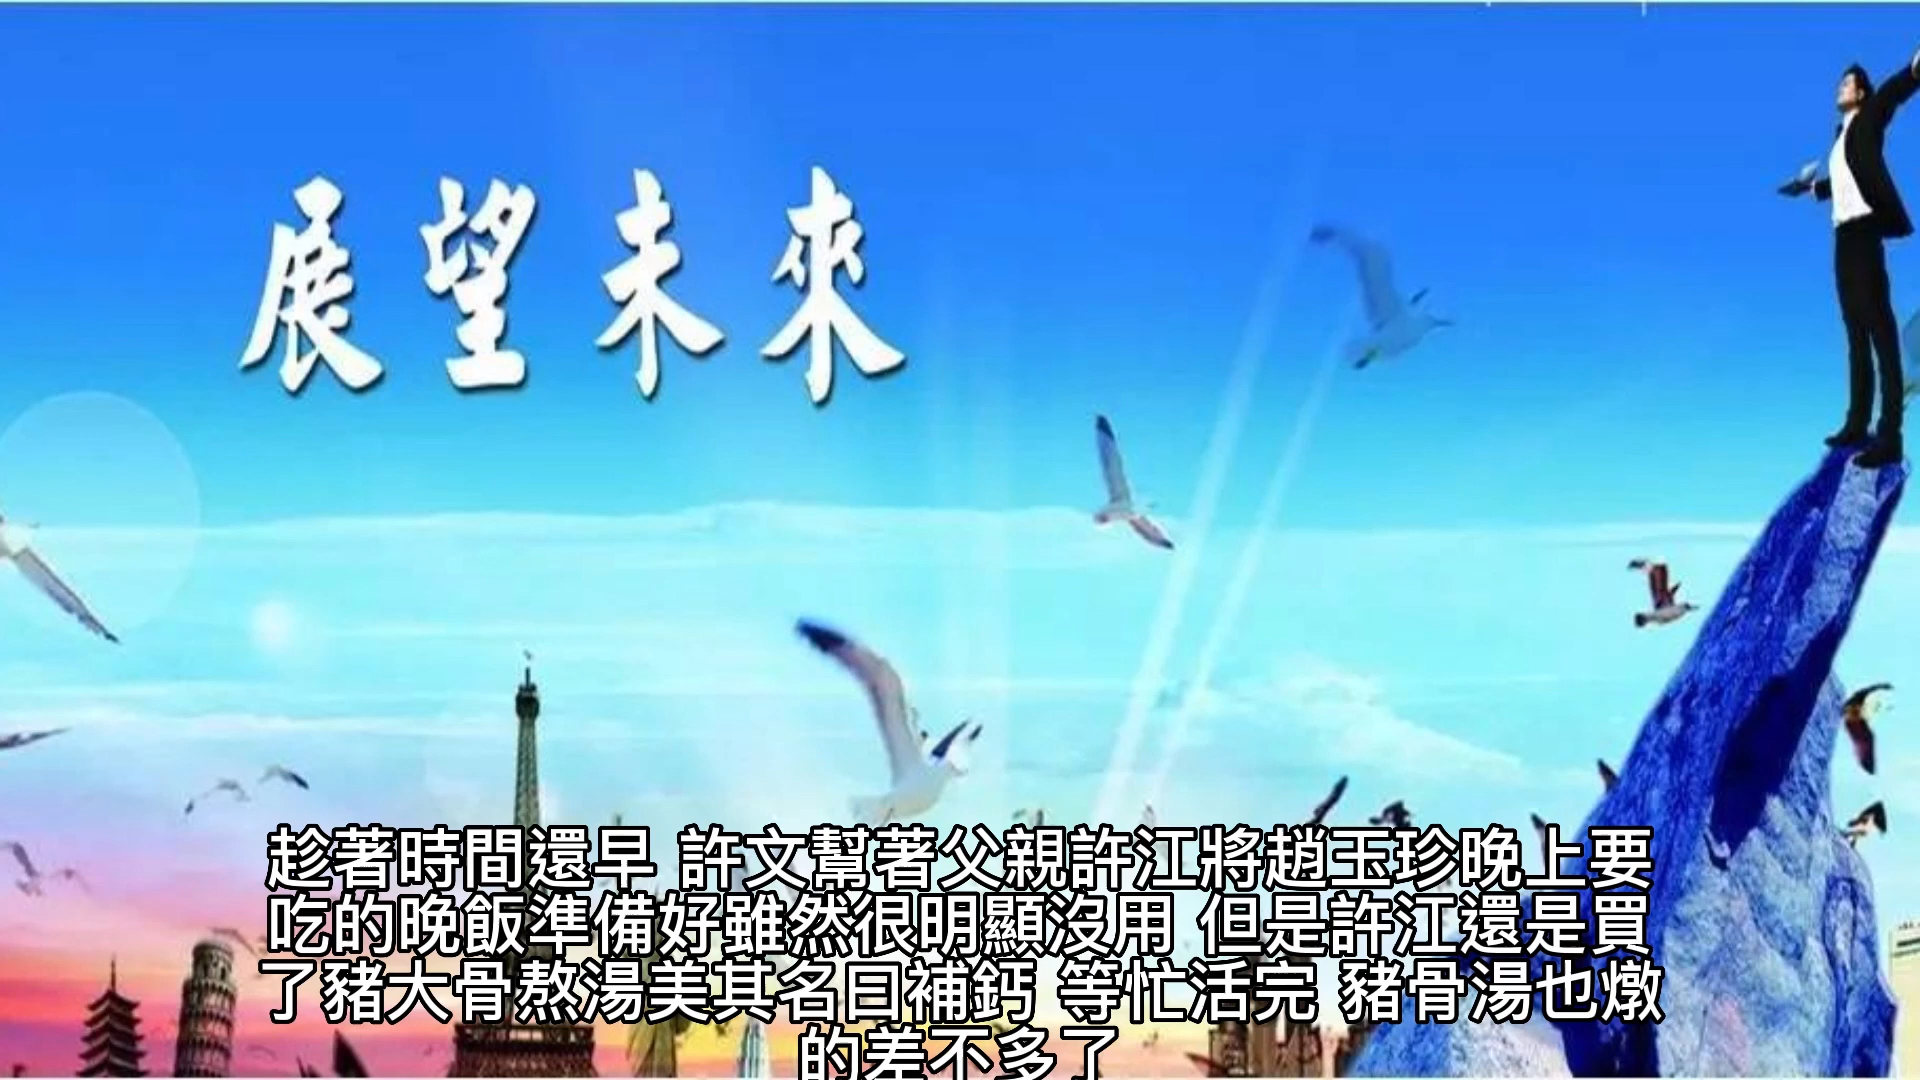 展望未來
趁著時間還早 許文幫著父親許江將趙玉珍晚上要
吃的晚飯準備好雖然很明顯沒用 但是許江還是買
了豬大骨熬湯美其名曰補鈣 等忙活完 豬骨湯也燉
的差不多了